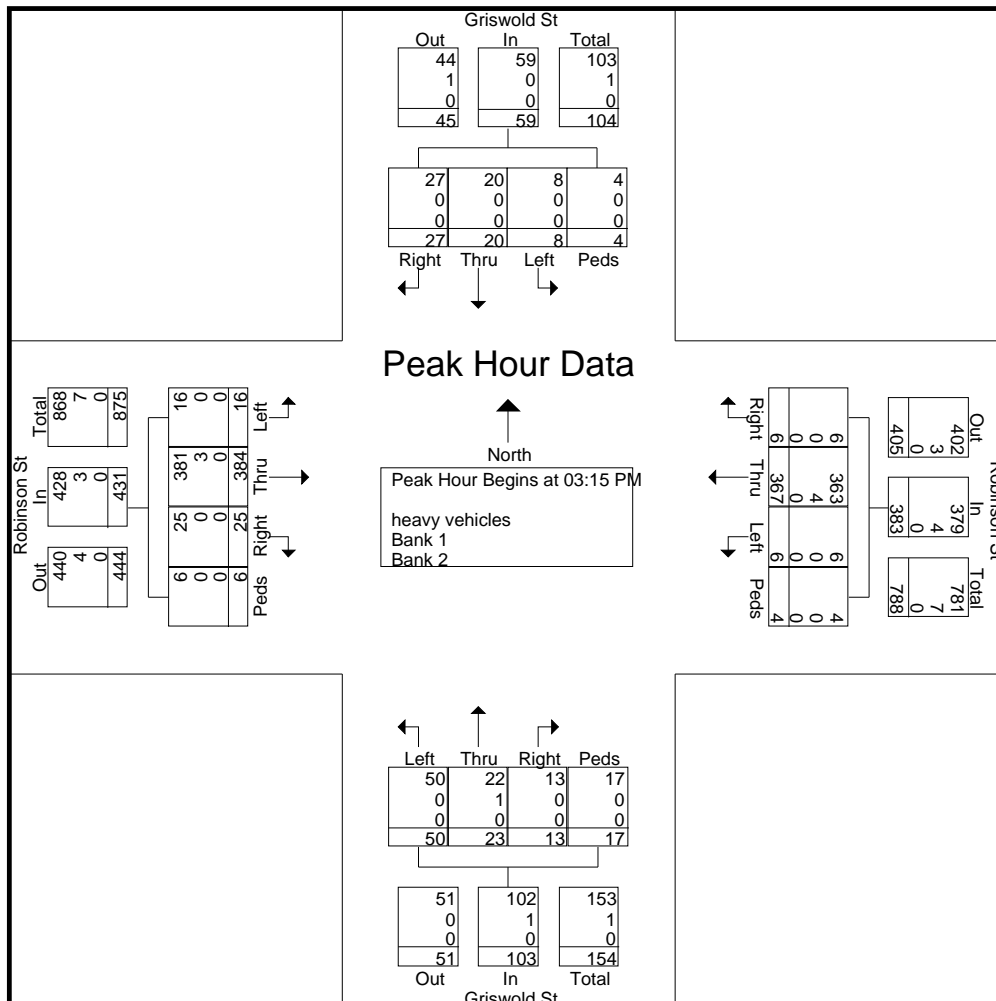 Griswold St
Out In Total
44 59 103
1 0 1
0 0 0
45 59 104
27 20 8 4
0 0 0 0
0 0 0 0
27 20 8 4
Right Thru Left Peds
Peak Hour Data
North
Peak Hour Begins at 03:15 PM
heavy vehicles
Bank 1
Bank 2
Robinson St
Out In Total
440 428 868
4 3 7
0 0 0
444 431 875
6 25 381 16
0 0 3 0
0 0 0 0
6 25 384 16
Peds Right Thru Left
Robinson St
Out In Total
402 379 781
3 4 7
0 0 0
405 383 788
6 363 6 4
0 4 0 0
0 0 0 0
6 367 6 4
Right Thru Left Peds
Left Thru Right Peds
50 22 13 17
0 1 0 0
0 0 0 0
50 23 13 17
51 102 153
0 1 1
0 0 0
51 103 154
Out In Total
Griswold St